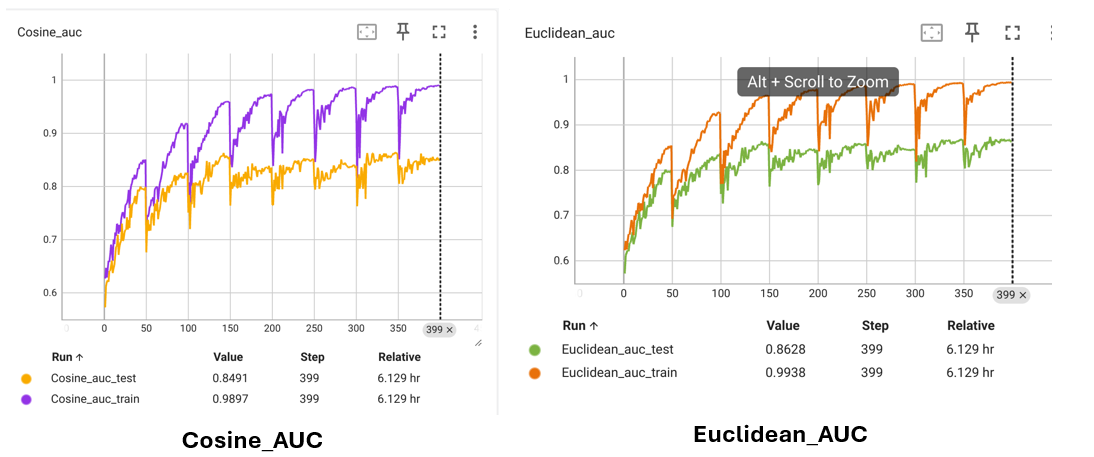 Cosine_auc
1
0.9
0.8
0.7
0.6
0
50
100
150
200
250
300
350
399 ×
Run ↑ Value Step Relative
Cosine_auc_test 0.8491 399 6.129 hr
Cosine_auc_train 0.9897 399 6.129 hr
Cosine_AUC
Euclidean_auc
Alt + Scroll to Zoom
1
0.9
0.8
0.7
0.6
0
50
100
150
200
250
300
350
399 ×
Run ↑ Value Step Relative
Euclidean_auc_test 0.8628 399 6.129 hr
Euclidean_auc_train 0.9938 399 6.129 hr
Euclidean_AUC